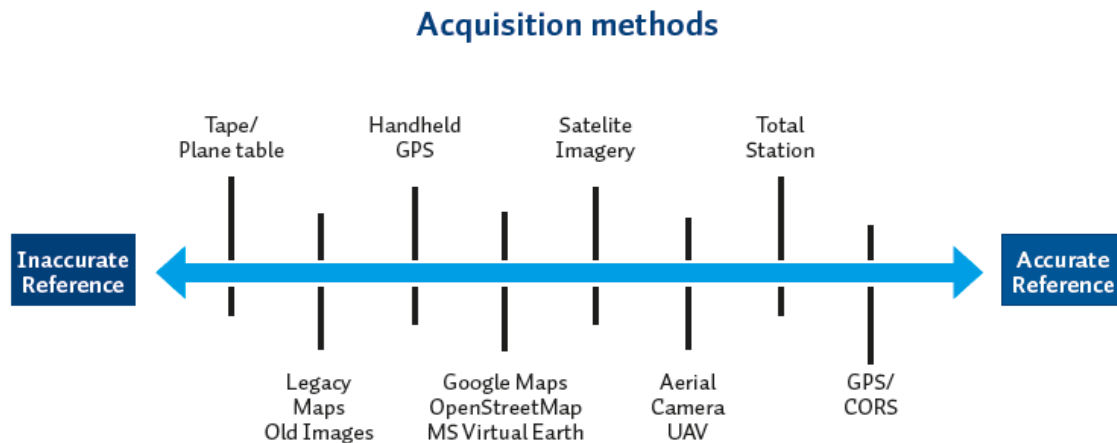 Acquisition methods
Tape/
Plane table
Handheld
GPS
Satelite
Imagery
Total
Station
Inaccurate
Reference
Accurate
Reference
Legacy
Maps
Old Images
Google Maps
OpenStreetMap
MS Virtual Earth
Aerial
Camera
UAV
GPS/
CORS